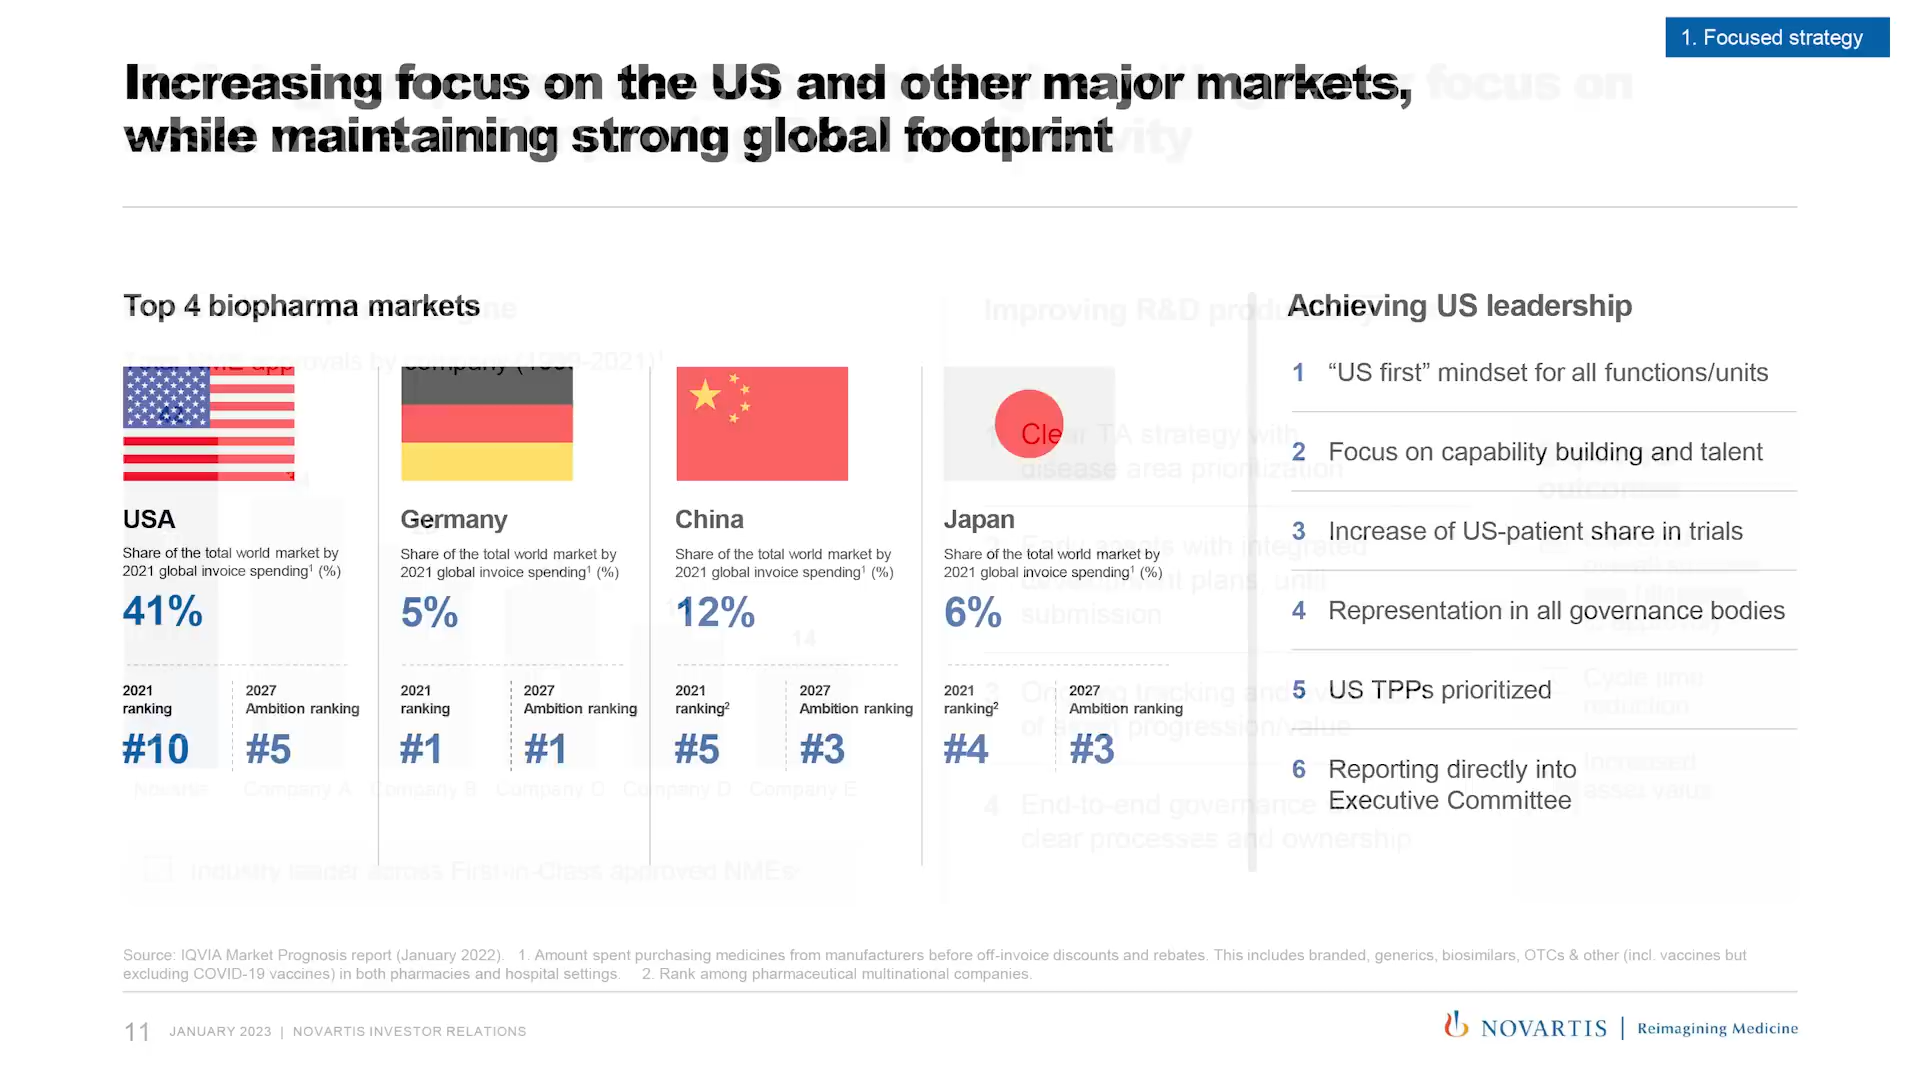 1. Focused strategy
Increasing focus on the US and other major markets,
while maintaining strong global footprint
Top 4 biopharma markets
USA
Share of the total world market by
2021 global invoice spending¹ (%)
41%
2021
ranking
#10
2027
Ambition ranking
#5
Germany
Share of the total world market by
2021 global invoice spending¹ (%)
5%
2021
ranking
#1
2027
Ambition ranking
#1
China
Share of the total world market by
2021 global invoice spending¹ (%)
12%
2021
ranking²
#5
2027
Ambition ranking
#3
Japan
Share of the total world market by
2021 global invoice spending¹ (%)
6%
2021
ranking²
#4
2027
Ambition ranking
#3
Achieving US leadership
1 “US first” mindset for all functions/units
2 Focus on capability building and talent
3 Increase of US-patient share in trials
4 Representation in all governance bodies
5 US TPPs prioritized
6 Reporting directly into
Executive Committee
Source: IQVIA Market Prognosis report (January 2022). 1. Amount spent purchasing medicines from manufacturers before off-invoice discounts and rebates. This includes branded, generics, biosimilars, OTCs & other (incl. vaccines but
excluding COVID-19 vaccines) in both pharmacies and hospital settings. 2. Rank among pharmaceutical multinational companies.
11 JANUARY 2023 | NOVARTIS INVESTOR RELATIONS
NOVARTIS | Reimagining Medicine